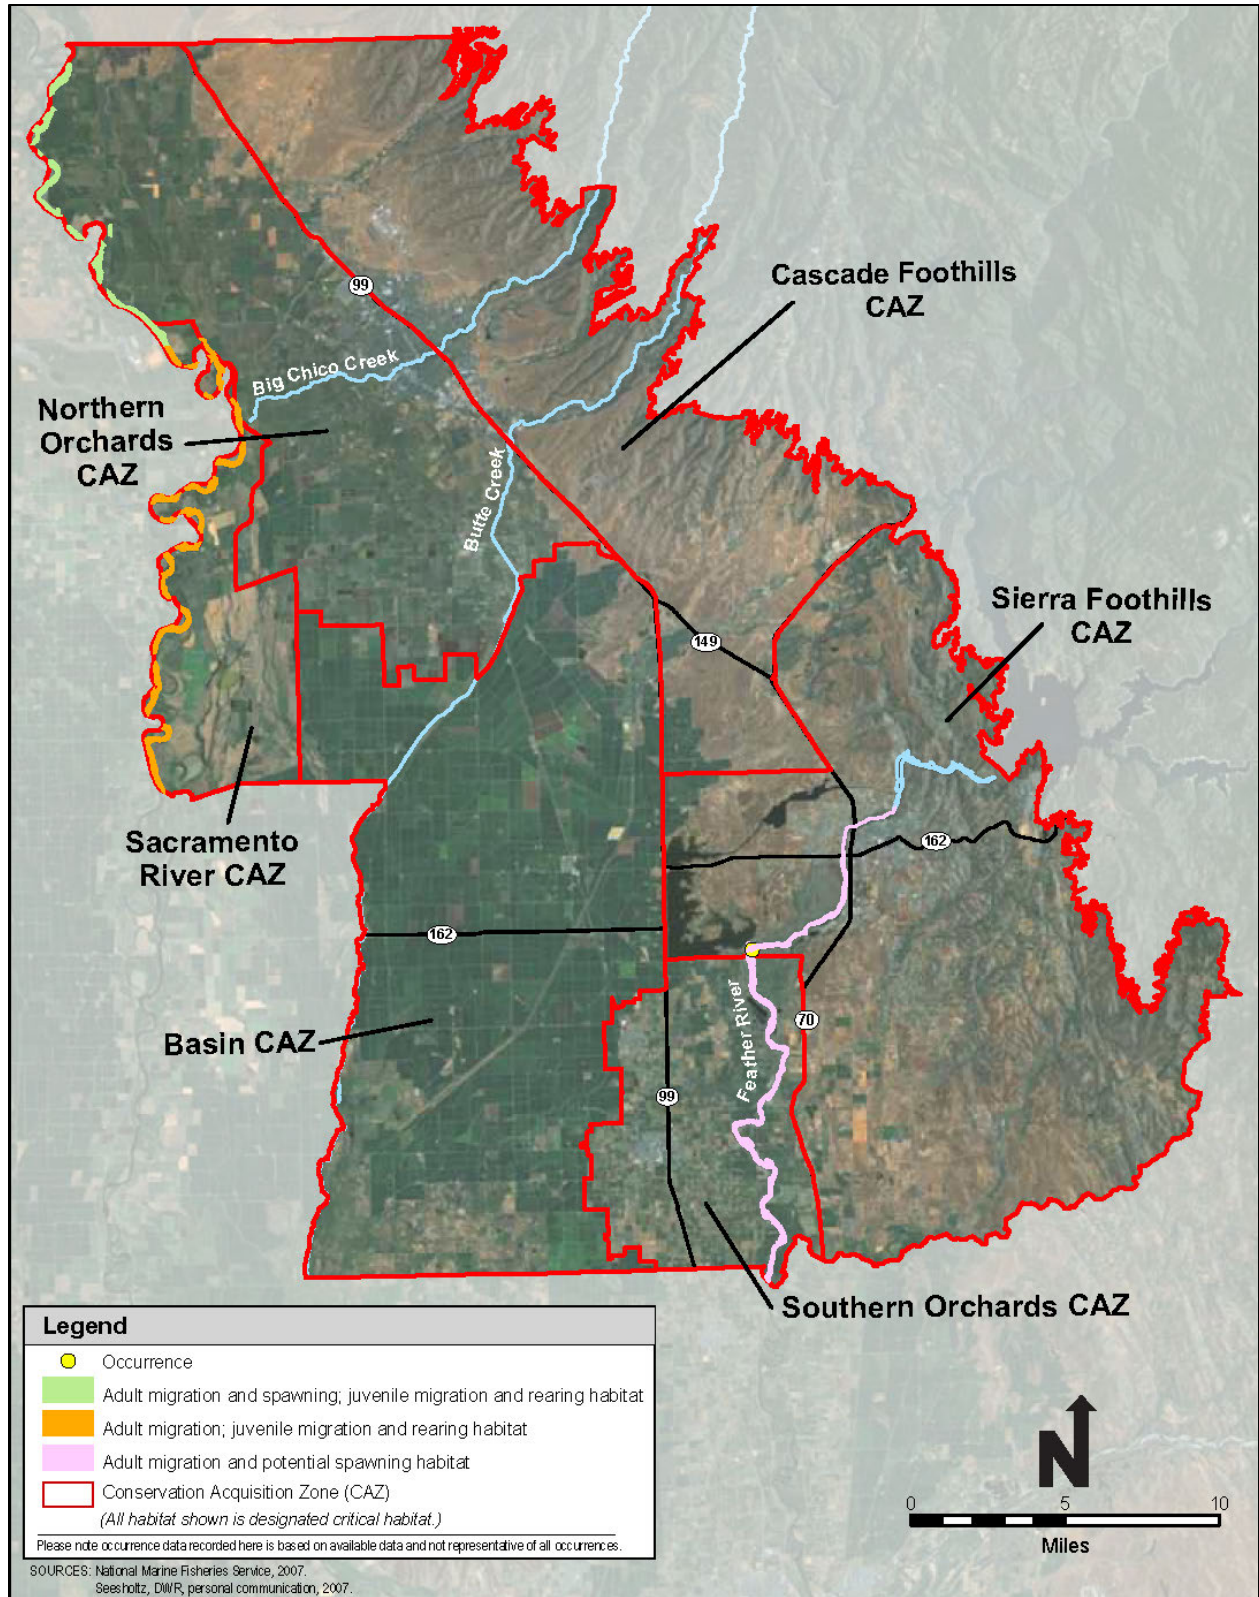 99
Cascade Foothills
CAZ
Big Chico Creek
Northern
Orchards
CAZ
Butte Creek
Sierra Foothills
CAZ
149
Sacramento
River CAZ
162
162
Basin CAZ
Feather River
70
99
Southern Orchards CAZ
Legend
Occurrence
Adult migration and spawning; juvenile migration and rearing habitat
Adult migration; juvenile migration and rearing habitat
Adult migration and potential spawning habitat
Conservation Acquisition Zone (CAZ)
(All habitat shown is designated critical habitat.)
Please note occurrence data recorded here is based on available data and not representative of all occurrences.
SOURCES: National Marine Fisheries Service, 2007.
Seesholtz, DWR, personal communication, 2007.
N
0 5 10
Miles